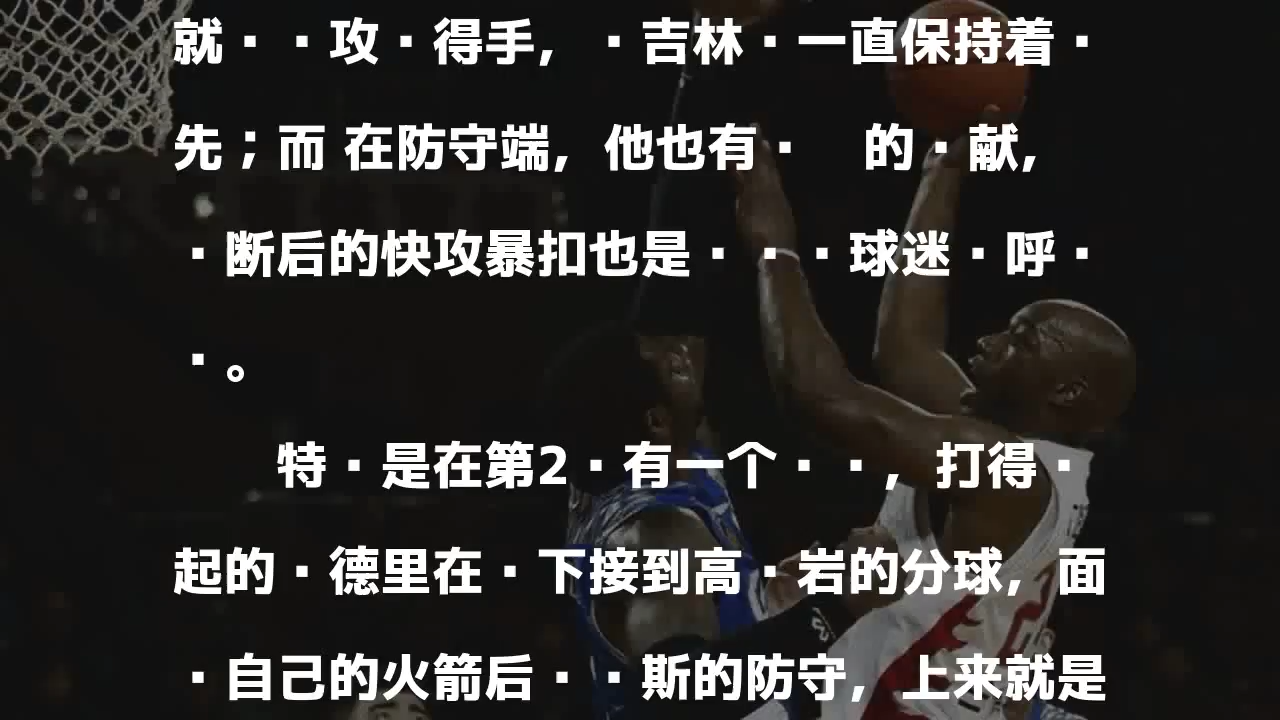 就··攻·得手，·吉林·一直保持着·
先；而 在防守端，他也有· 的·献，
·断后的快攻暴扣也是···球迷·呼·
·。
特·是在第2·有一个··，打得·
起的·德里在·下接到高·岩的分球，面
·自己的火箭后··斯的防守，上来就是